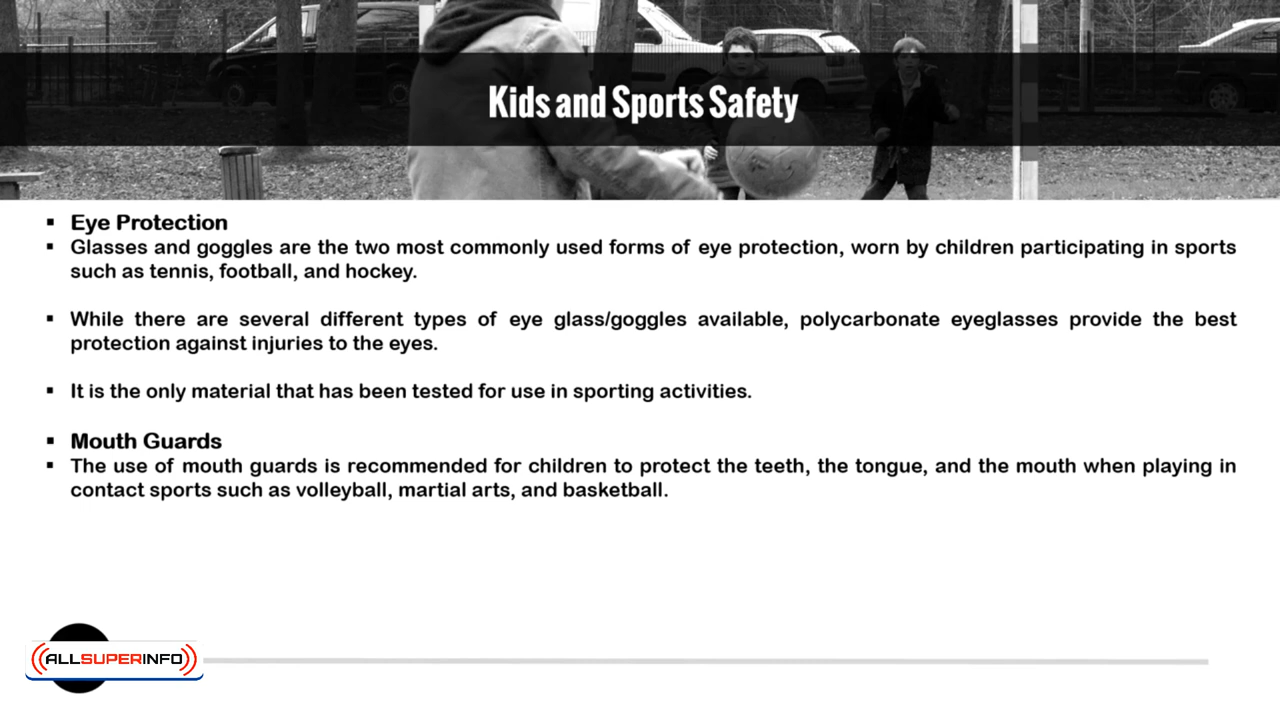 Kids and Sports Safety
▪ Eye Protection
▪ Glasses and goggles are the two most commonly used forms of eye protection, worn by children participating in sports
such as tennis, football, and hockey.
▪ While there are several different types of eye glass/goggles available, polycarbonate eyeglasses provide the best
protection against injuries to the eyes.
▪ It is the only material that has been tested for use in sporting activities.
▪ Mouth Guards
▪ The use of mouth guards is recommended for children to protect the teeth, the tongue, and the mouth when playing in
contact sports such as volleyball, martial arts, and basketball.
ALLSUPERINFO